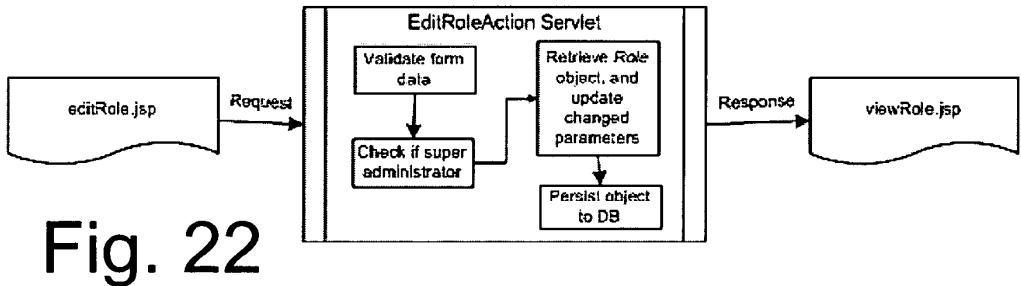 EditRoleAction Servlet
editRole.jsp
Request
Validate form
data
Check if super
administrator
Retrieve Role
object, and
update
changed
parameters
Persist object
to DB
Response
viewRole.jsp
Fig. 22